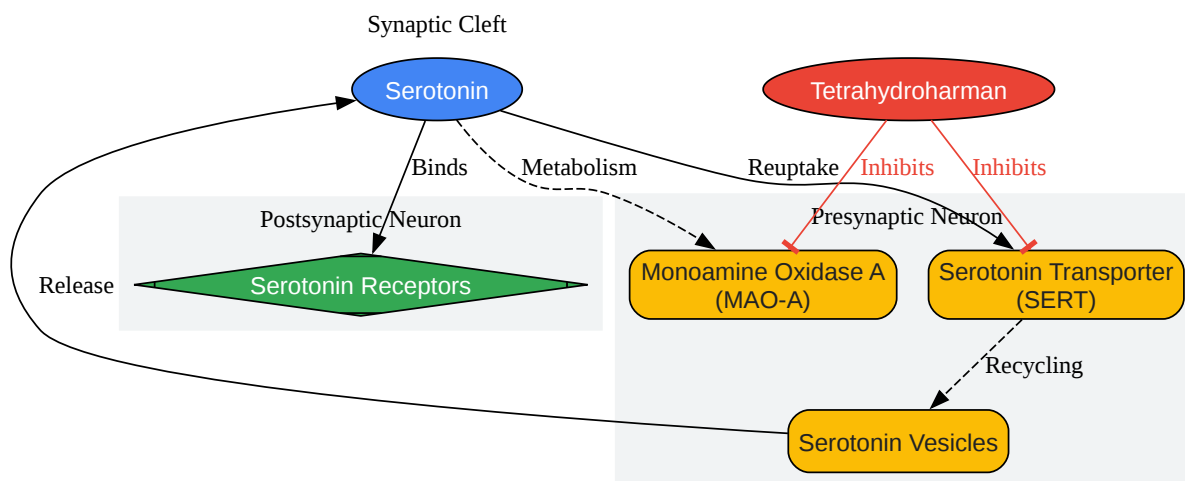 Synaptic Cleft
Serotonin
Tetrahydroharman
Binds
Metabolism
Reuptake
Inhibits
Inhibits
Postsynaptic Neuron
Presynaptic Neuron
Release
Serotonin Receptors
Monoamine Oxidase A
(MAO-A)
Serotonin Transporter
(SERT)
Recycling
Serotonin Vesicles